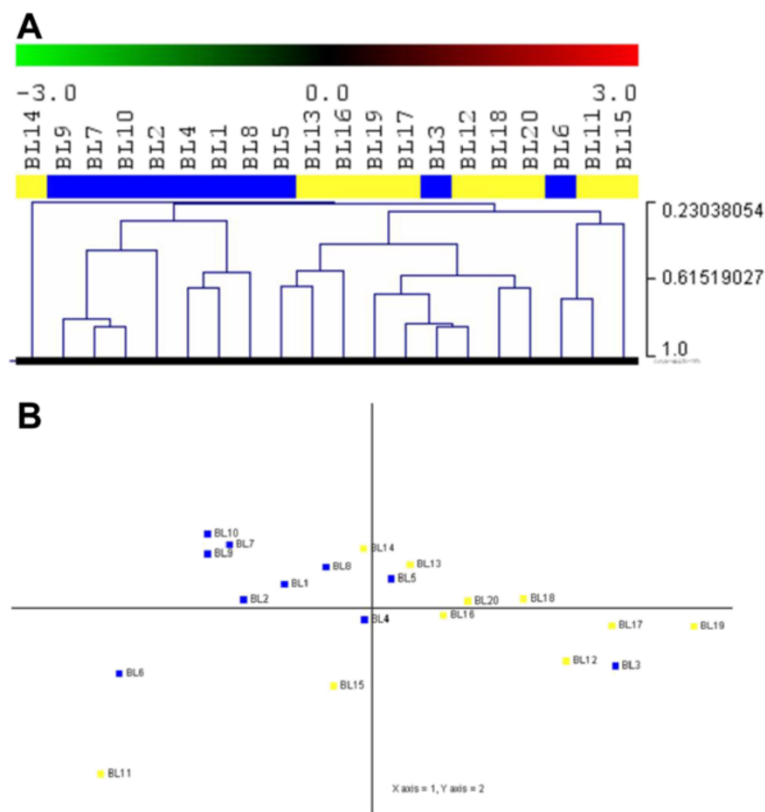 A
-3.0 0.0 3.0
BL14 BL9 BL7 BL10 BL2 BL4 BL1 BL8 BL5 BL13 BL16 BL19 BL17 BL3 BL12 BL18 BL20 BL6 BL11 BL15
0.23038054
0.61519027
1.0
B
BL10
BL7
BL9
BL14
BL8
BL13
BL5
BL1
BL2
BL20
BL18
BL16
BL4
BL17
BL19
BL12
BL3
BL6
BL15
BL11
X axis = 1, Y axis = 2